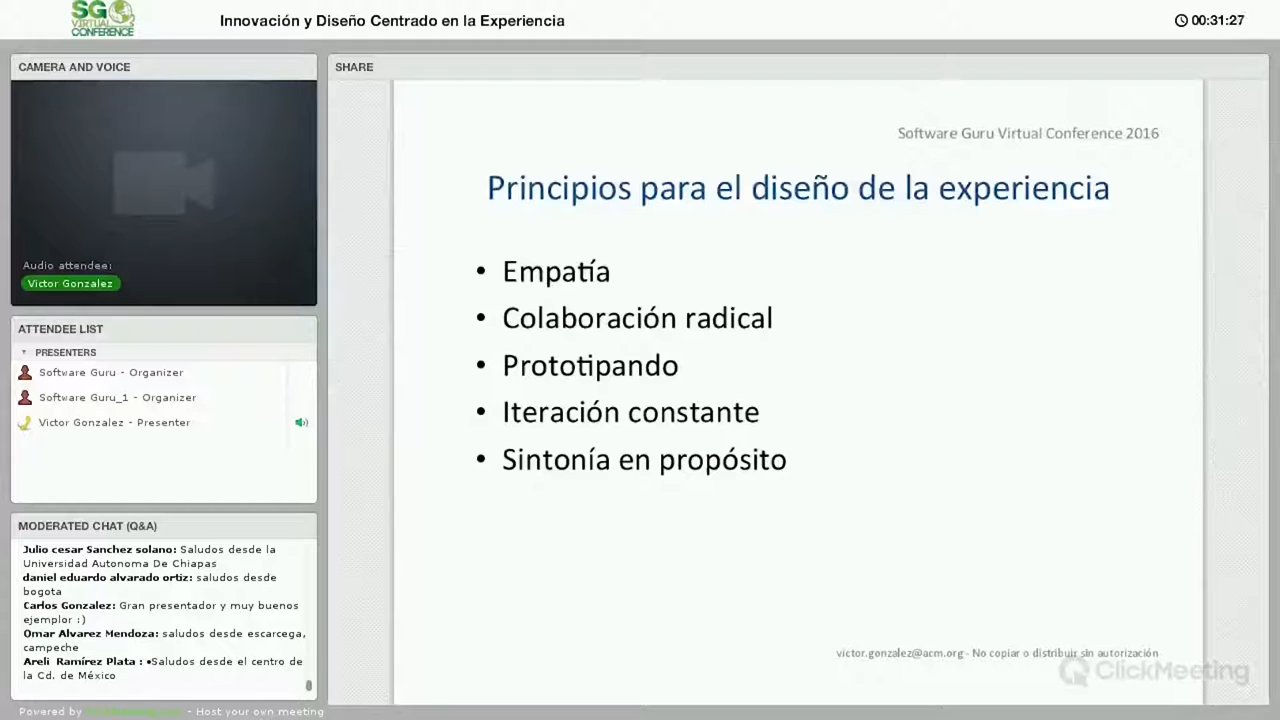 SG
VIRTUAL
CONFERENCE
Innovación y Diseño Centrado en la Experiencia
00:31:27
CAMERA AND VOICE
Audio attendee:
Victor Gonzalez
ATTENDEE LIST
PRESENTERS
Software Guru - Organizer
Software Guru_1 - Organizer
Victor Gonzalez - Presenter
MODERATED CHAT (Q&A)
Julio cesar Sanchez solano: Saludos desde la
Universidad Autonoma De Chiapas
daniel eduardo alvarado ortiz: saludos desde
bogota
Carlos Gonzalez: Gran presentador y muy buenos
ejemplor :)
Omar Alvarez Mendoza: saludos desde escarcega,
campeche
Areli Ramírez Plata : •Saludos desde el centro de
la Cd. de México
Powered by - Host your own meeting
SHARE
Software Guru Virtual Conference 2016
Principios para el diseño de la experiencia
• Empatía
• Colaboración radical
• Prototipando
• Iteración constante
• Sintonía en propósito
victor.gonzalez@acm.org - No copiar o distribuir sin autorización
ClickMeeting